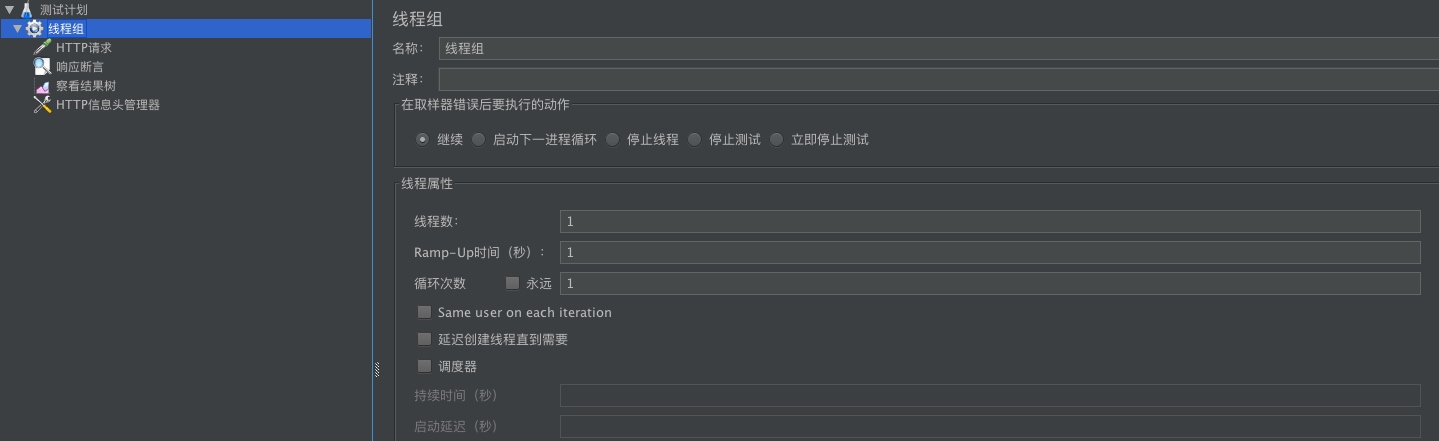 测试计划
线程组
HTTP请求
响应断言
察看结果树
HTTP信息头管理器
线程组
名称: 线程组
注释:
在取样器错误后要执行的动作
继续 启动下一进程循环 停止线程 停止测试 立即停止测试
线程属性
线程数: 1
Ramp-Up时间（秒）: 1
循环次数 永远 1
Same user on each iteration
延迟创建线程直到需要
调度器
持续时间（秒）
启动延迟（秒）